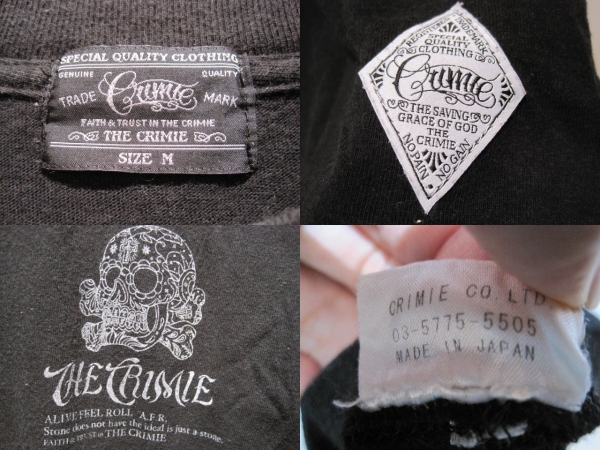 SPECIAL QUALITY CLOTHING
GENUINE QUALITY
Crimie
TRADE MARK
FAITH & TRUST IN THE CRIMIE
THE CRIMIE
SIZE M
REGISTERED TRADEMARK
SPECIAL
QUALITY
CLOTHING
Crimie
THE SAVING
GRACE OF GOD
THE
CRIMIE
NO PAIN
NO GAIN
THE CRIMIE
ALIVE FEEL ROLL "A.F.R.
Stone does not have the ideal is just a stone.
FAITH & TRUST in THE CRIMIE
CRIMIE CO. LTD
03-5775-5505
MADE IN JAPAN